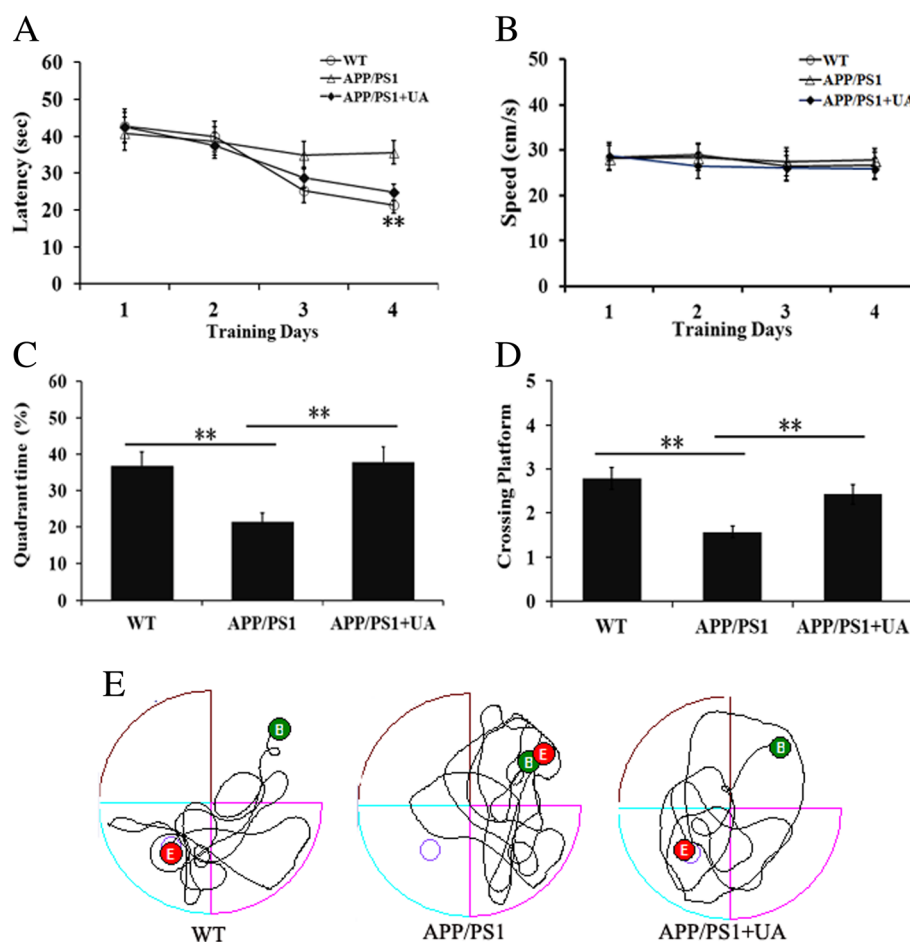 A
WT
APP/PS1
APP/PS1+UA
Latency (sec)
60
50
40
30
20
10
0
**
1 2 3 4
Training Days
B
WT
APP/PS1
APP/PS1+UA
Speed (cm/s)
50
40
30
20
10
0
1 2 3 4
Training Days
C
Quadrant time (%)
60
50
40
30
20
10
0
**
**
WT APP/PS1 APP/PS1+UA
D
Crossing Platform
5
4
3
2
1
0
**
**
WT APP/PS1 APP/PS1+UA
E
B
E
WT
B
E
APP/PS1
B
E
APP/PS1+UA